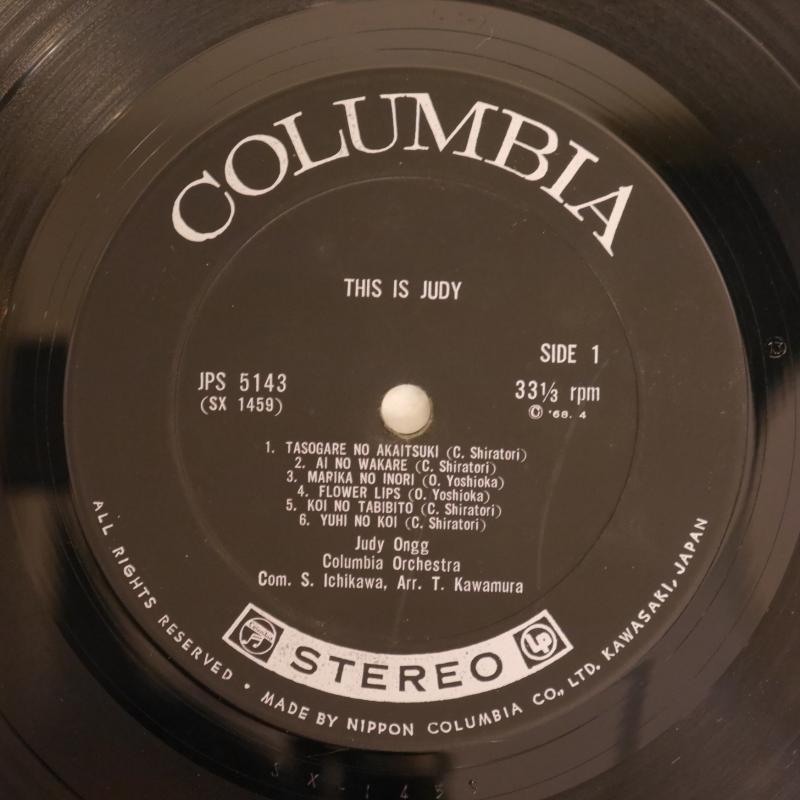 COLUMBIA
THIS IS JUDY
SIDE 1
JPS 5143
(SX 1459)
33⅓ rpm
© '68. 4
1. TASOGARE NO AKAITSUKI (C. Shiratori)
2. AI NO WAKARE (C. Shiratori)
3. MARIKA NO INORI (O. Yoshioka)
4. FLOWER LIPS (O. Yoshioka)
5. KOI NO TABIBITO (C. Shiratori)
6. YUHI NO KOI (C. Shiratori)
Judy Ongg
Columbia Orchestra
Com. S. Ichikawa, Arr. T. Kawamura
STEREO
LP
ALL RIGHTS RESERVED • MADE BY NIPPON COLUMBIA CO., LTD. KAWASAKI, JAPAN